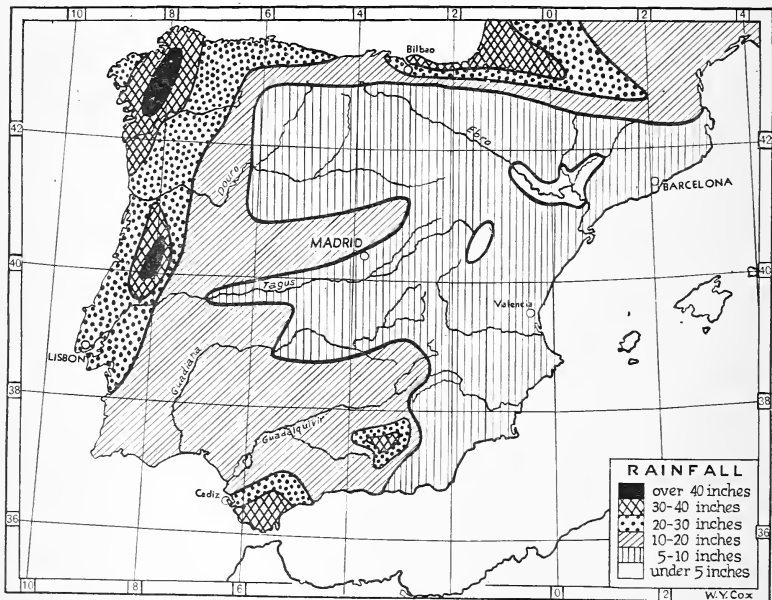 10 8 6 4 2 0 2 4
Bilbao
42 42
Ebro
Douro
BARCELONA
MADRID
40 40
Tagus
Valencia
LISBON
Guadiana
38 38
Guadalquivir
Cadiz
36 36
RAINFALL
over 40 inches
30-40 inches
20-30 inches
10-20 inches
5-10 inches
under 5 inches
10 8 6 4 2 0 2
W.Y. Cox